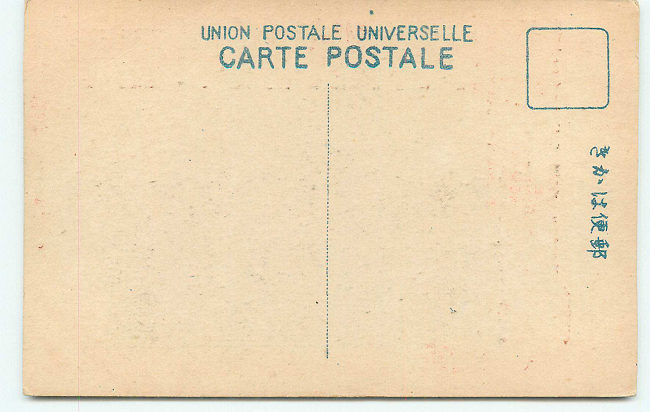 UNION POSTALE UNIVERSELLE
CARTE POSTALE
郵便はかき